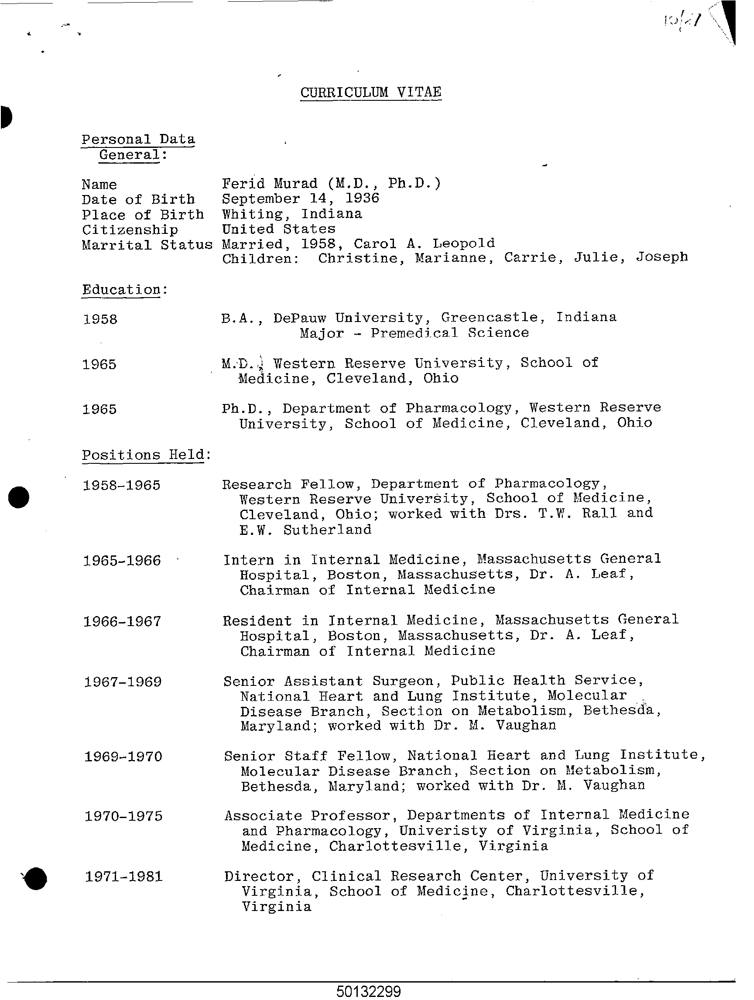 10/27
CURRICULUM VITAE
Personal Data
General:
Name Ferid Murad (M.D., Ph.D.)
Date of Birth September 14, 1936
Place of Birth Whiting, Indiana
Citizenship United States
Marrital Status Married, 1958, Carol A. Leopold
Children: Christine, Marianne, Carrie, Julie, Joseph
Education:
1958 B.A., DePauw University, Greencastle, Indiana
Major - Premedical Science
1965 M.D., Western Reserve University, School of
Medicine, Cleveland, Ohio
1965 Ph.D., Department of Pharmacology, Western Reserve
University, School of Medicine, Cleveland, Ohio
Positions Held:
1958-1965 Research Fellow, Department of Pharmacology,
Western Reserve University, School of Medicine,
Cleveland, Ohio; worked with Drs. T.W. Rall and
E.W. Sutherland
1965-1966 Intern in Internal Medicine, Massachusetts General
Hospital, Boston, Massachusetts, Dr. A. Leaf,
Chairman of Internal Medicine
1966-1967 Resident in Internal Medicine, Massachusetts General
Hospital, Boston, Massachusetts, Dr. A. Leaf,
Chairman of Internal Medicine
1967-1969 Senior Assistant Surgeon, Public Health Service,
National Heart and Lung Institute, Molecular
Disease Branch, Section on Metabolism, Bethesda,
Maryland; worked with Dr. M. Vaughan
1969-1970 Senior Staff Fellow, National Heart and Lung Institute,
Molecular Disease Branch, Section on Metabolism,
Bethesda, Maryland; worked with Dr. M. Vaughan
1970-1975 Associate Professor, Departments of Internal Medicine
and Pharmacology, Univeristy of Virginia, School of
Medicine, Charlottesville, Virginia
1971-1981 Director, Clinical Research Center, University of
Virginia, School of Medicine, Charlottesville,
Virginia
50132299